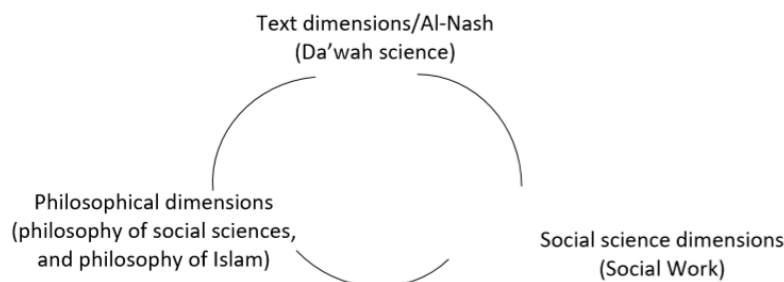 Text dimensions/Al-Nash
(Da’wah science)
Philosophical dimensions
(philosophy of social sciences,
and philosophy of Islam)
Social science dimensions
(Social Work)